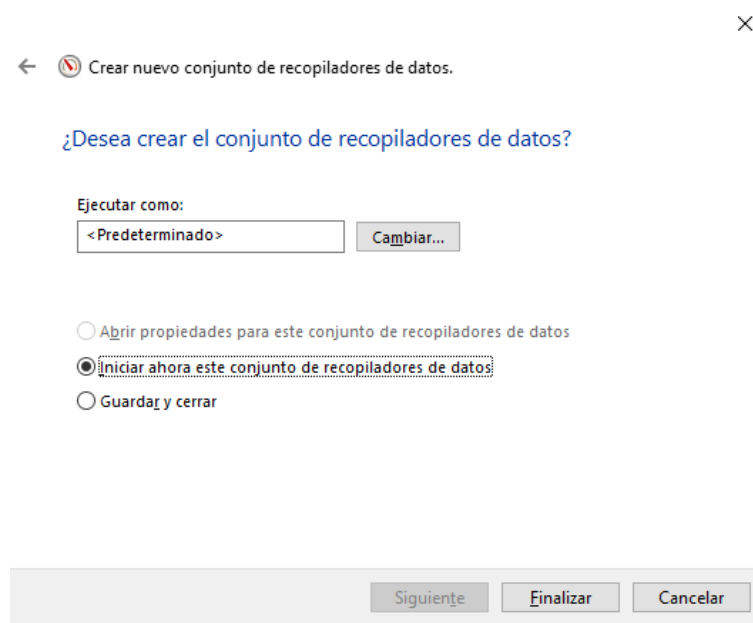 Crear nuevo conjunto de recopiladores de datos.
¿Desea crear el conjunto de recopiladores de datos?
Ejecutar como:
<Predeterminado>
Cambiar...
Abrir propiedades para este conjunto de recopiladores de datos
Iniciar ahora este conjunto de recopiladores de datos
Guardar y cerrar
Siguiente Finalizar Cancelar